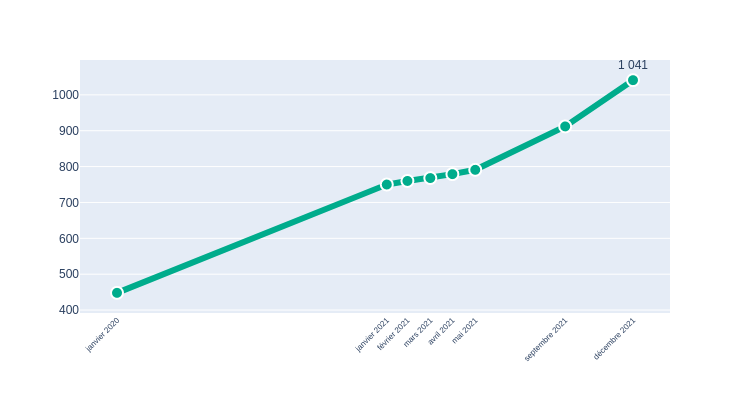 1 041
1000
900
800
700
600
500
400
janvier 2020
janvier 2021
février 2021
mars 2021
avril 2021
mai 2021
septembre 2021
décembre 2021